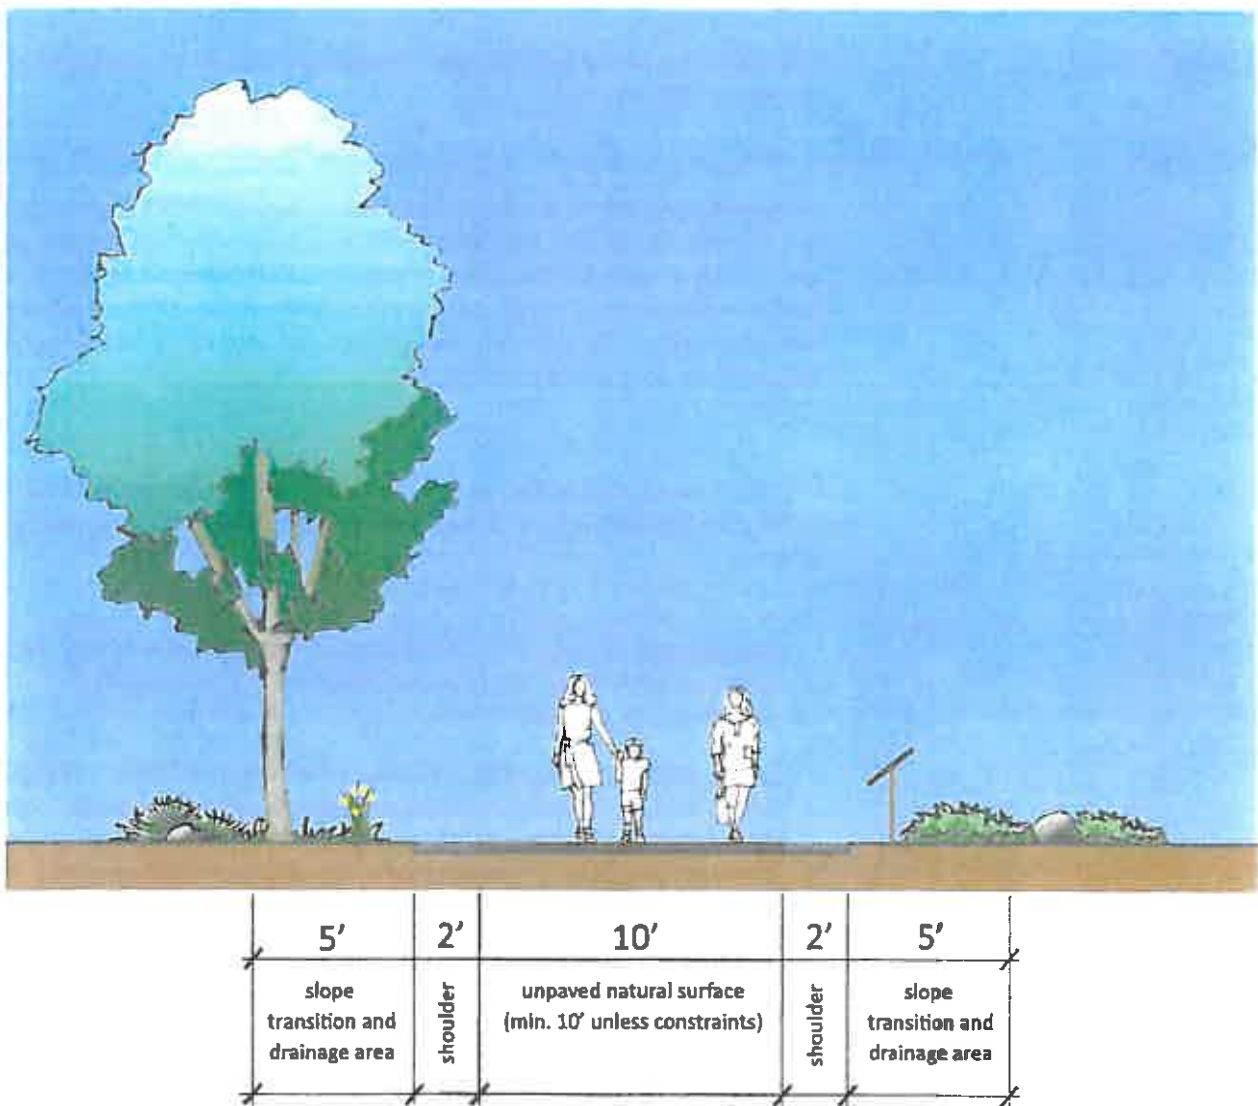 5′
2′
10′
2′
5′
slope
transition and
drainage area
shoulder
unpaved natural surface
(min. 10′ unless constraints)
shoulder
slope
transition and
drainage area